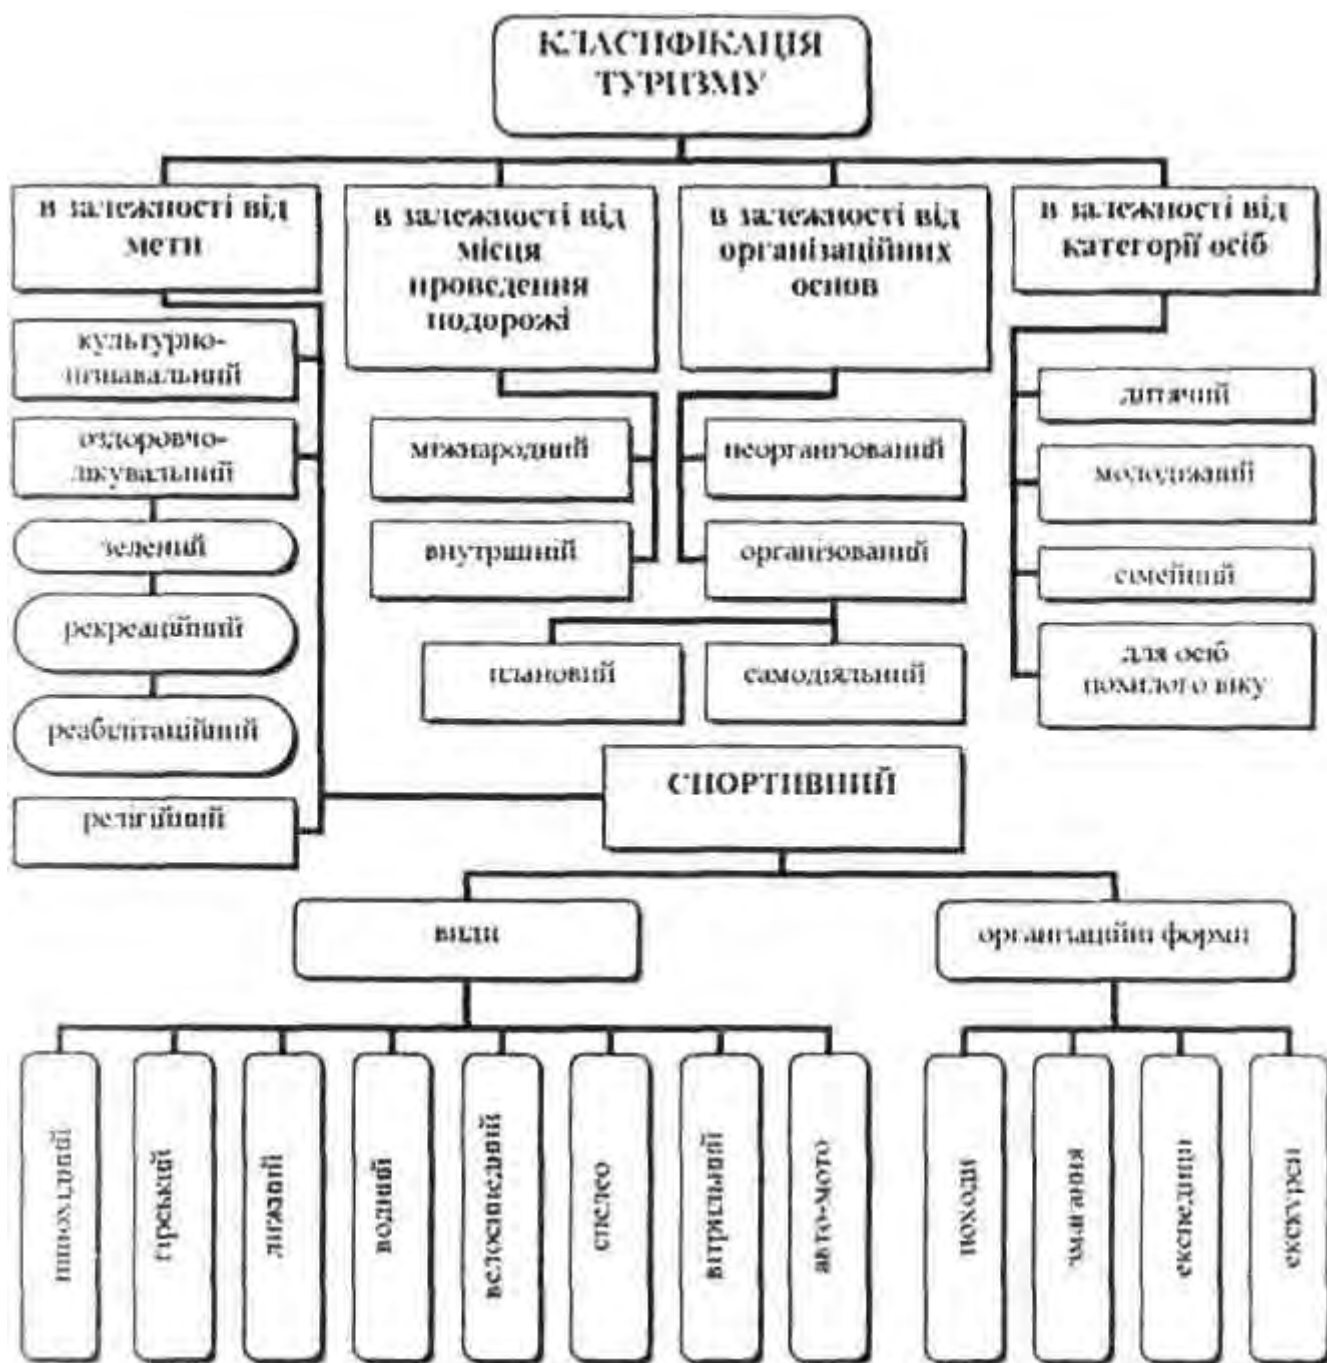 КЛАСИФІКАЦІЯ
ТУРИЗМУ
в залежності від
мети
в залежності від
місця
проведення
подорожі
в залежності від
організаційних
основ
в залежності від
категорії осіб
культурно-
пізнавальний
оздоровчо-
лікувальний
зелений
рекреаційний
реабілітаційний
релігійний
міжнародний
внутрішній
неорганізований
організований
плановий
самодіяльний
дитячий
молодіжний
сімейний
для осіб
похилого віку
СПОРТИВНИЙ
види
організаційні форми
пішохідний
гірський
лижний
водний
велосипедний
спелео
вітрильний
авто-мото
походи
змагання
експедиції
екскурсії